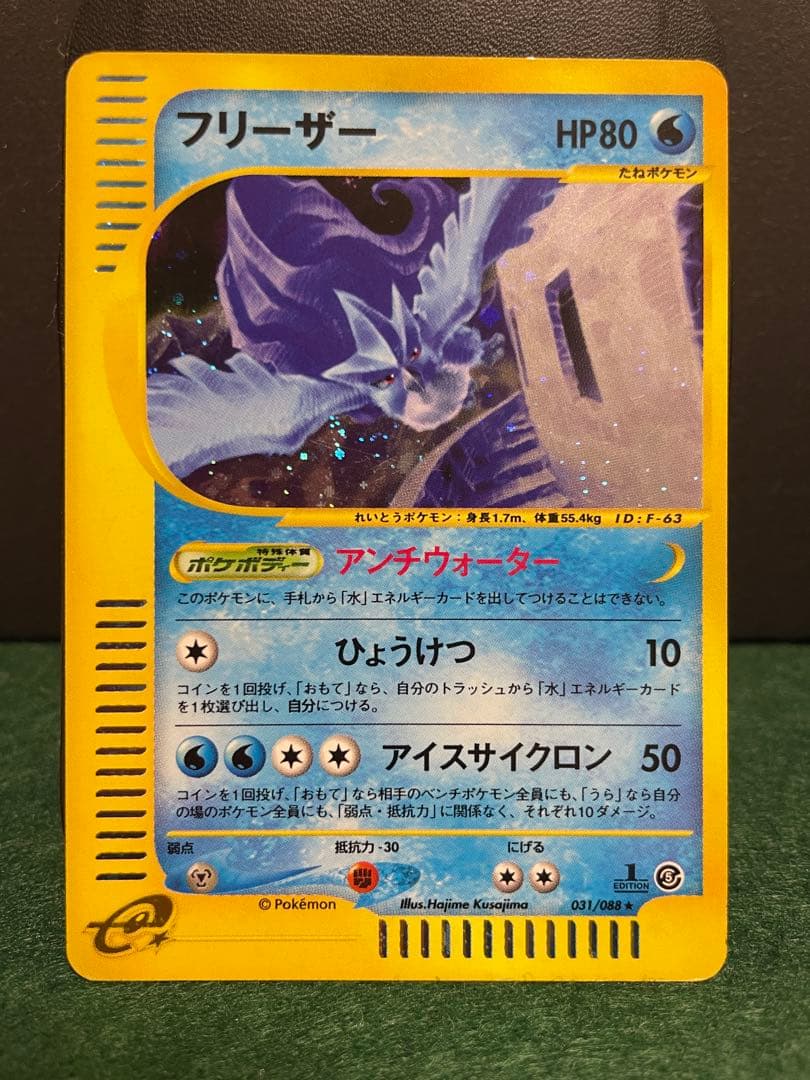 フリーザー HP80
たねポケモン
れいとうポケモン：身長1.7m、体重55.4kg ID：F-63
特殊体質
ポケボディー アンチウォーター
このポケモンに、手札から「水」エネルギーカードを出してつけることはできない。
ひょうけつ 10
コインを1回投げ、「おもて」なら、自分のトラッシュから「水」エネルギーカード
を1枚選び出し、自分につける。
アイスサイクロン 50
コインを1回投げ、「おもて」なら相手のベンチポケモン全員にも、「うら」なら自分
の場のポケモン全員にも、「弱点・抵抗力」に関係なく、それぞれ10ダメージ。
弱点 抵抗力 -30 にげる
1
EDITION
5
e
© Pokémon Illus.Hajime Kusajima 031/088 ★